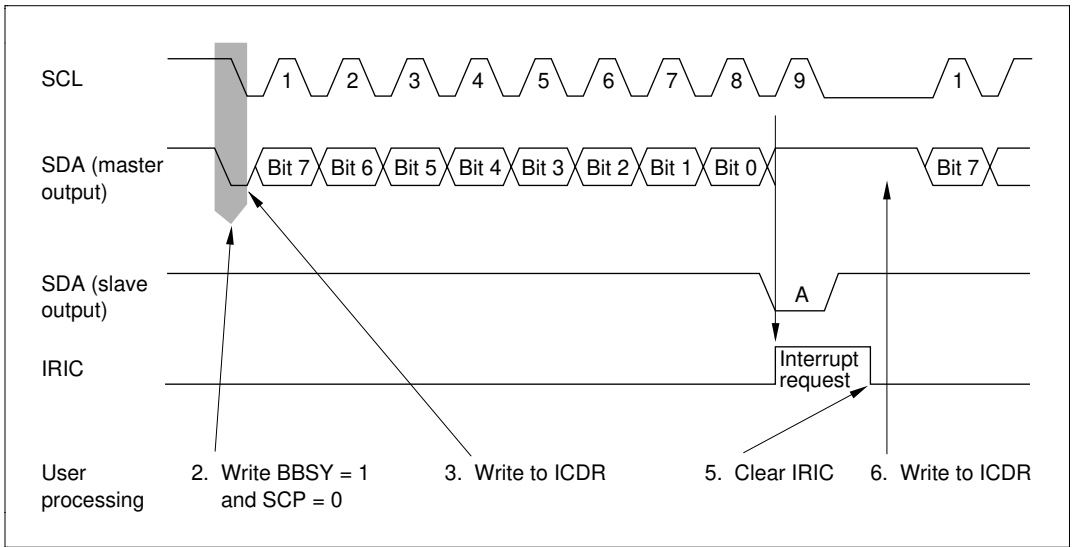 SCL
1 2 3 4 5 6 7 8 9 1
SDA (master
output)
Bit 7 Bit 6 Bit 5 Bit 4 Bit 3 Bit 2 Bit 1 Bit 0 Bit 7
SDA (slave
output)
A
IRIC
Interrupt
request
User
processing
2. Write BBSY = 1
and SCP = 0
3. Write to ICDR
5. Clear IRIC
6. Write to ICDR